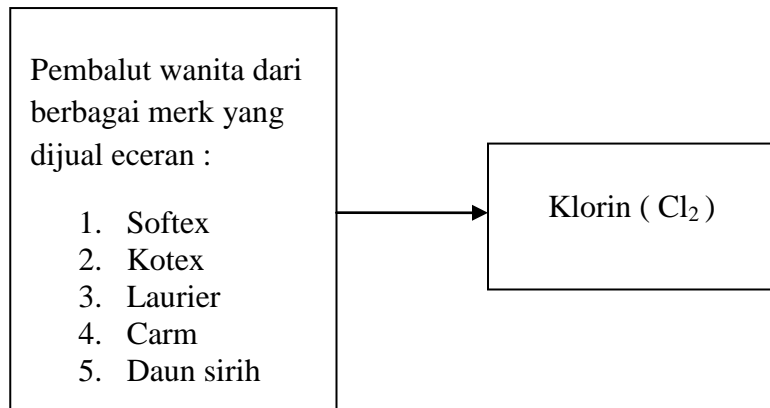 Pembalut wanita dari
berbagai merk yang
dijual eceran :
1. Softex
2. Kotex
3. Laurier
4. Carm
5. Daun sirih
Klorin ( Cl₂ )